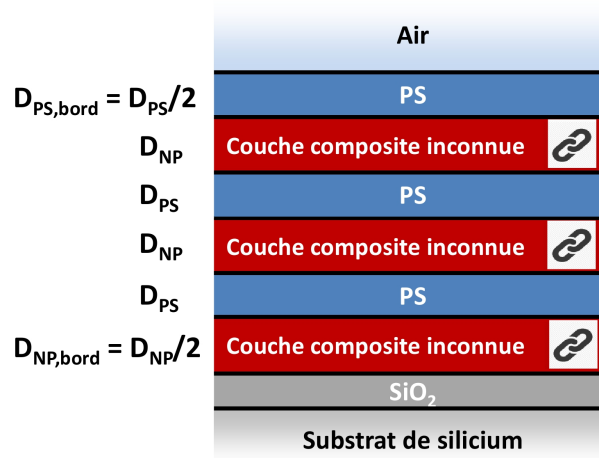 Air
D_PS,bord = D_PS/2 PS
D_NP Couche composite inconnue
D_PS PS
D_NP Couche composite inconnue
D_PS PS
D_NP,bord = D_NP/2 Couche composite inconnue
SiO₂
Substrat de silicium